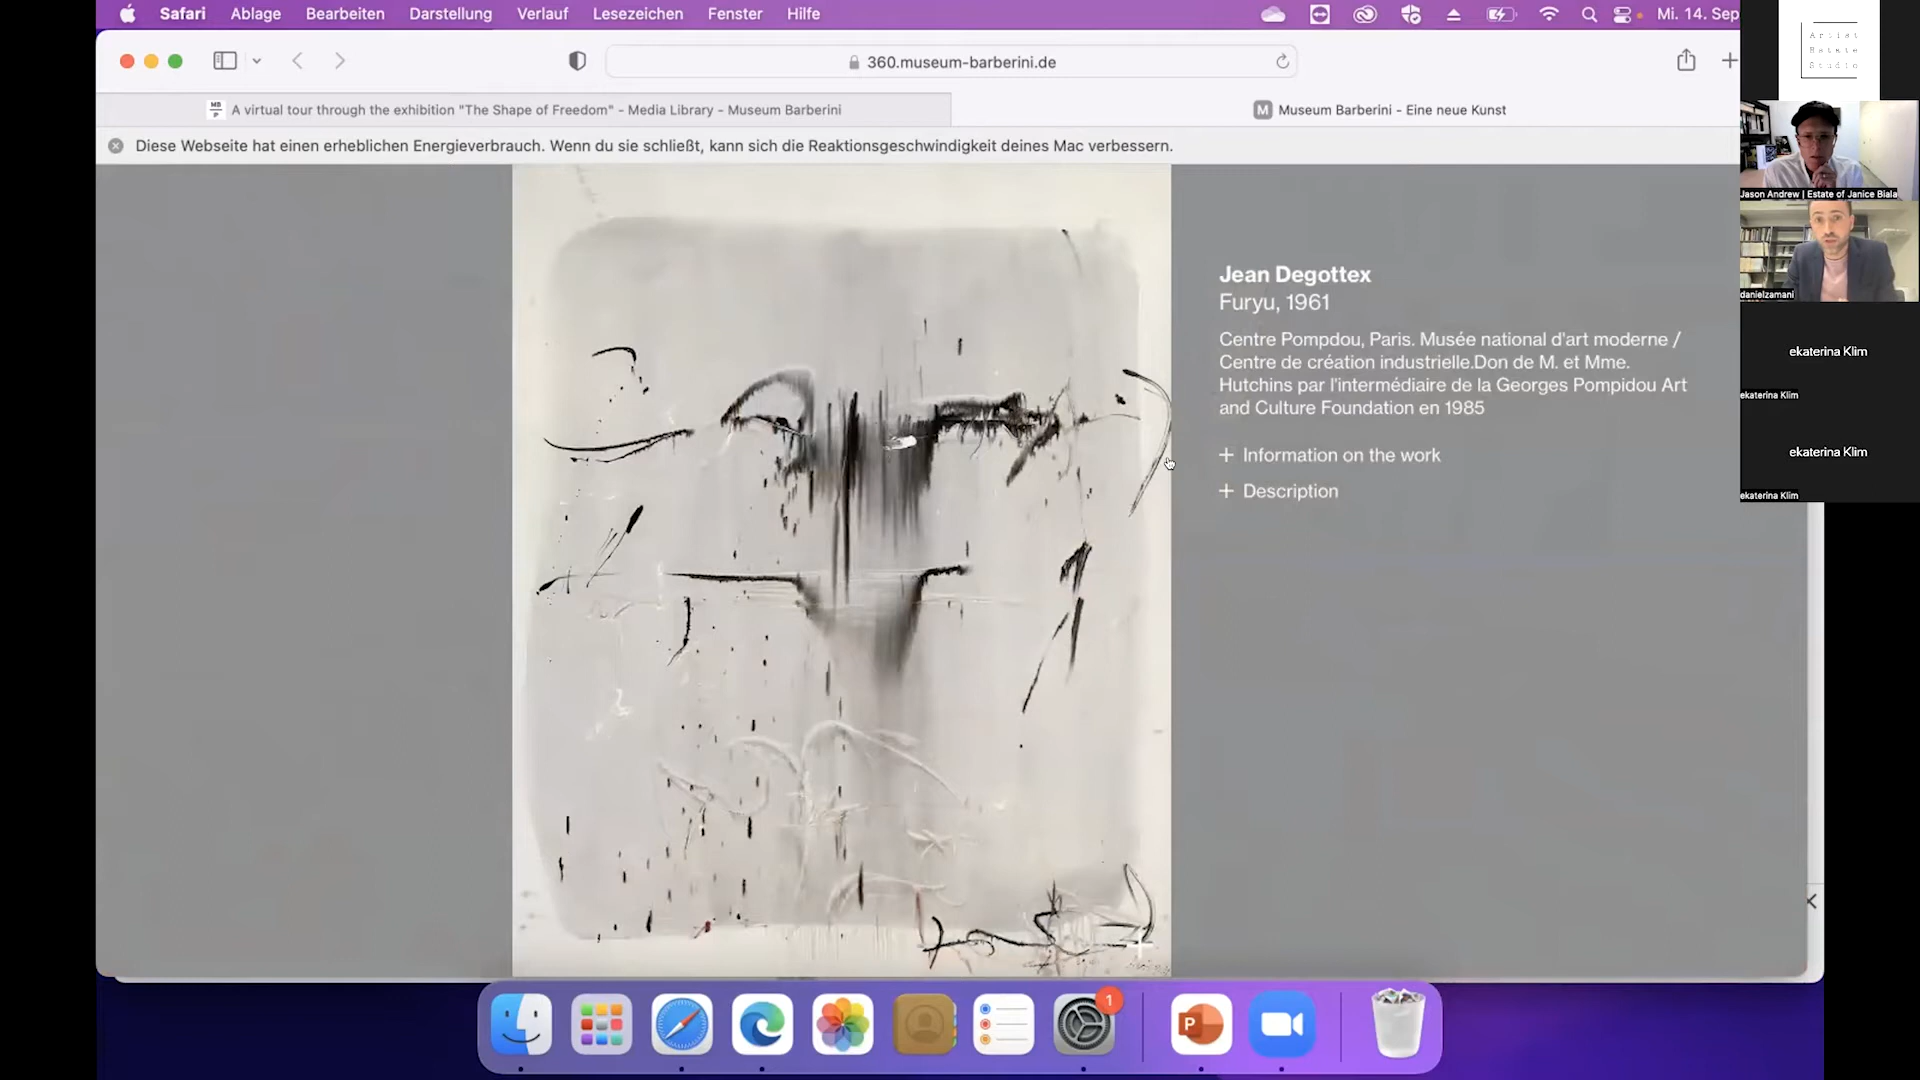 Safari Ablage Bearbeiten Darstellung Verlauf Lesezeichen Fenster Hilfe Mi. 14. Sep
360.museum-barberini.de
MB
P
A virtual tour through the exhibition "The Shape of Freedom" - Media Library - Museum Barberini
M Museum Barberini - Eine neue Kunst
Diese Webseite hat einen erheblichen Energieverbrauch. Wenn du sie schließt, kann sich die Reaktionsgeschwindigkeit deines Mac verbessern.
Jean Degottex
Furyu, 1961
Centre Pompdou, Paris. Musée national d'art moderne /
Centre de création industrielle.Don de M. et Mme.
Hutchins par l'intermédiaire de la Georges Pompidou Art
and Culture Foundation en 1985
+ Information on the work
+ Description
Artist
Estate
Studio
Jason Andrew | Estate of Janice Biala
danielzamani
ekaterina Klim
ekaterina Klim
ekaterina Klim
ekaterina Klim
1
P